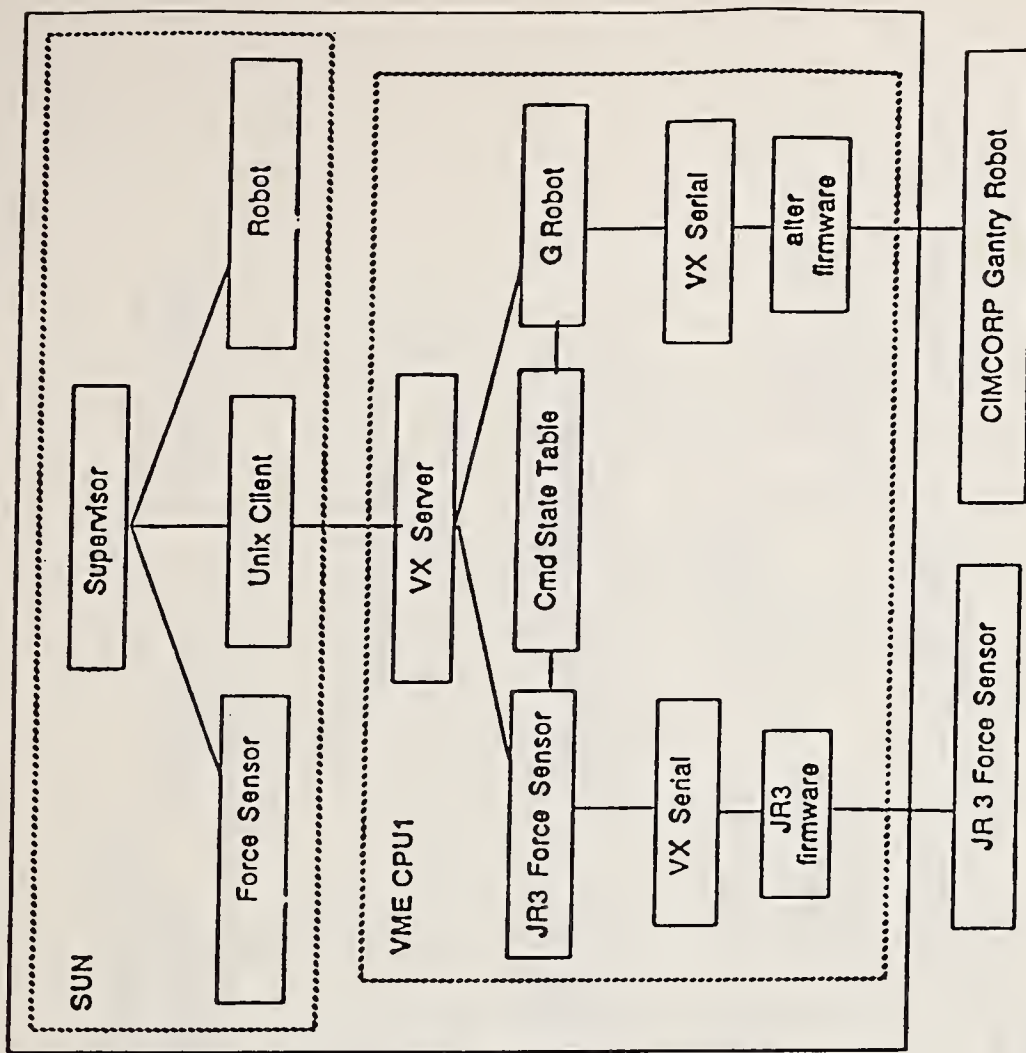 SUN
Supervisor
Force Sensor
Unix Client
Robot
VME CPU1
VX Server
JR3 Force Sensor
Cmd State Table
G Robot
VX Serial
VX Serial
JR3
firmware
alter
firmware
JR 3 Force Sensor
CIMCORP Gantry Robot